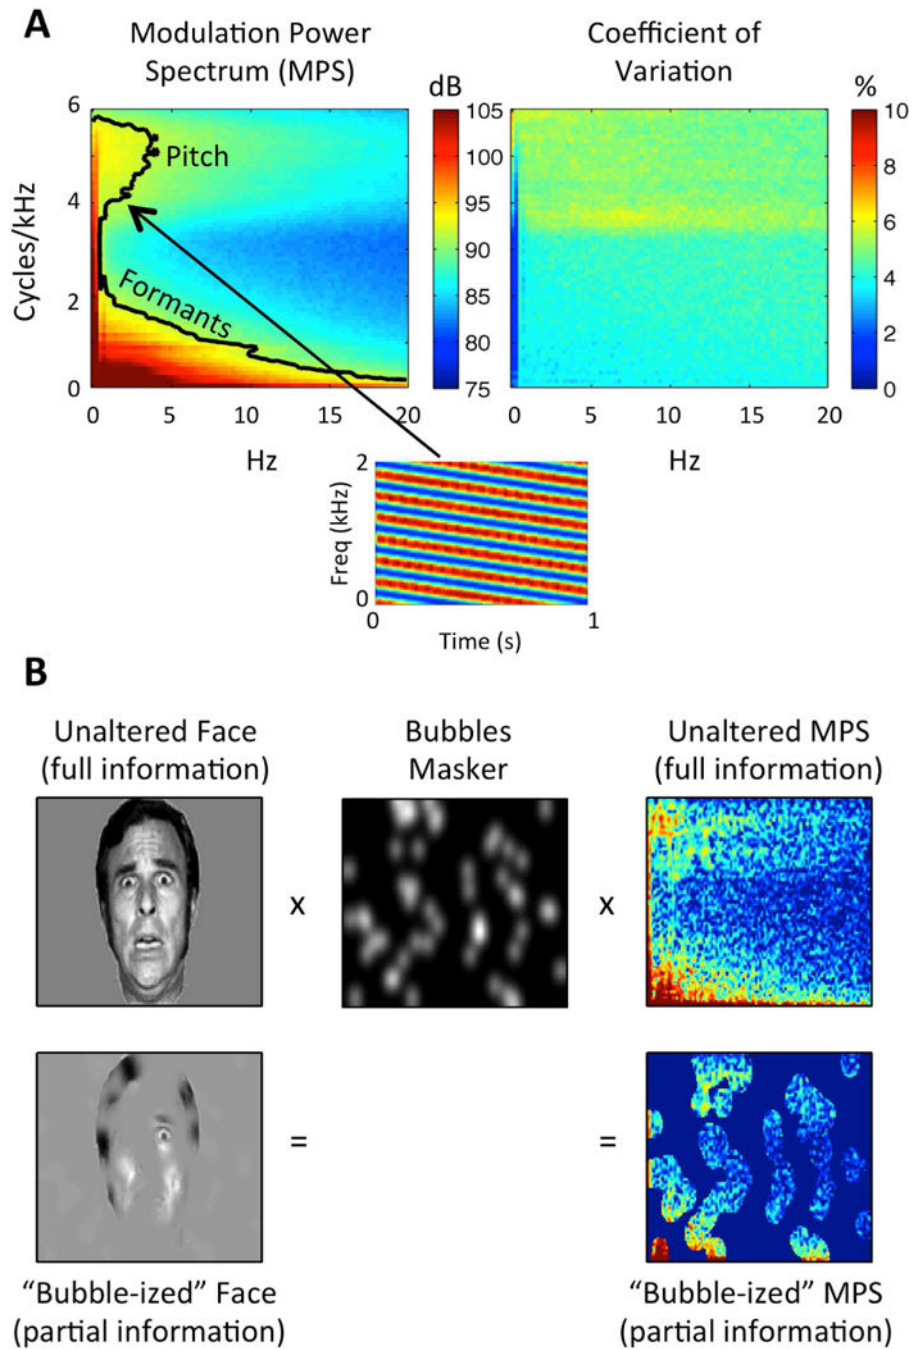 A
Modulation Power
Spectrum (MPS)
Coefficient of
Variation
dB
%
6
4
2
0
Cycles/kHz
Pitch
Formants
105
100
95
90
85
80
75
10
8
6
4
2
0
0 5 10 15 20
0 5 10 15 20
Hz
Hz
2
0
Freq (kHz)
0 1
Time (s)
B
Unaltered Face
(full information)
Bubbles
Masker
Unaltered MPS
(full information)
x
x
=
=
“Bubble-ized” Face
(partial information)
“Bubble-ized” MPS
(partial information)